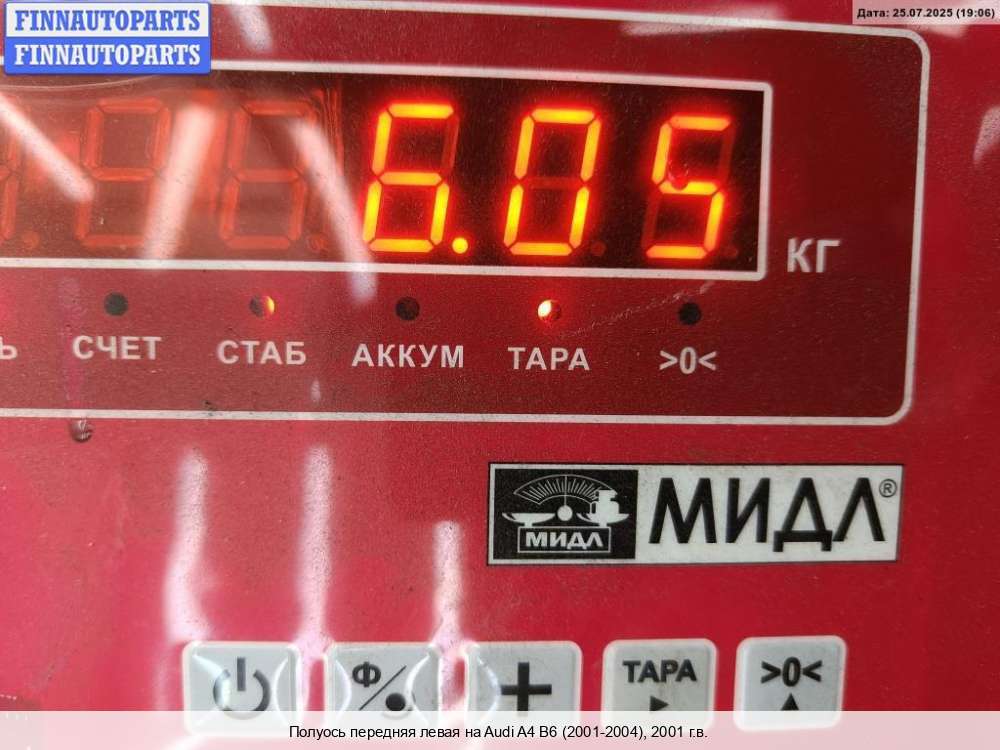 FINNAUTOPARTS
FINNAUTOPARTS
Дата: 25.07.2025 (19:06)
6.05
КГ
Ь СЧЕТ СТАБ АККУМ ТАРА >0<
МИДЛ МИДЛ®
Ф ТАРА >0<
Полуось передняя левая на Audi A4 B6 (2001-2004), 2001 г.в.